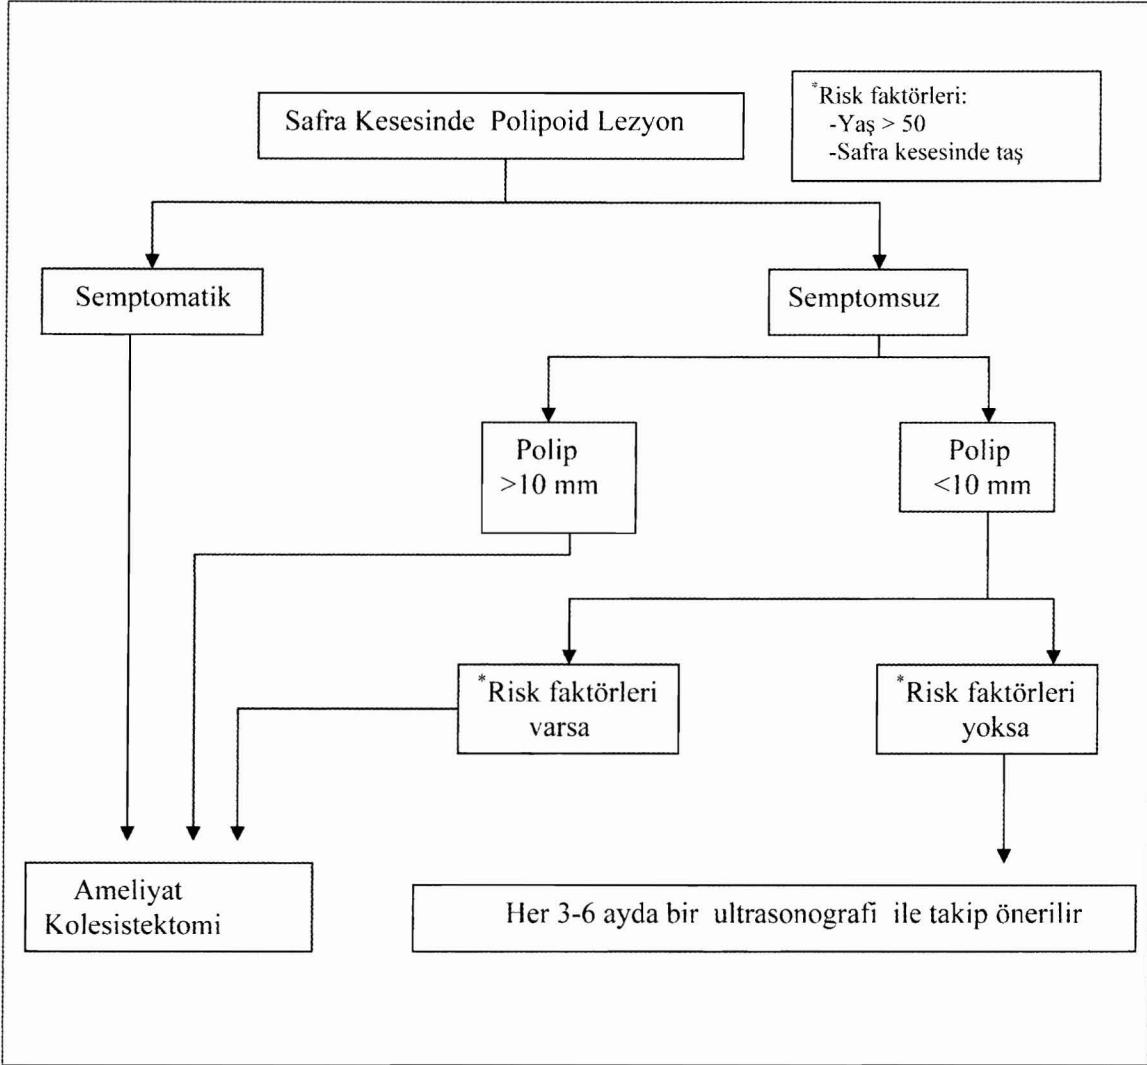 Safra Kesesinde Polipoid Lezyon
*Risk faktörleri:
-Yaş > 50
-Safra kesesinde taş
Semptomatik
Semptomsuz
Polip
>10 mm
Polip
<10 mm
*Risk faktörleri
varsa
*Risk faktörleri
yoksa
Ameliyat
Kolesistektomi
Her 3-6 ayda bir ultrasonografi ile takip önerilir